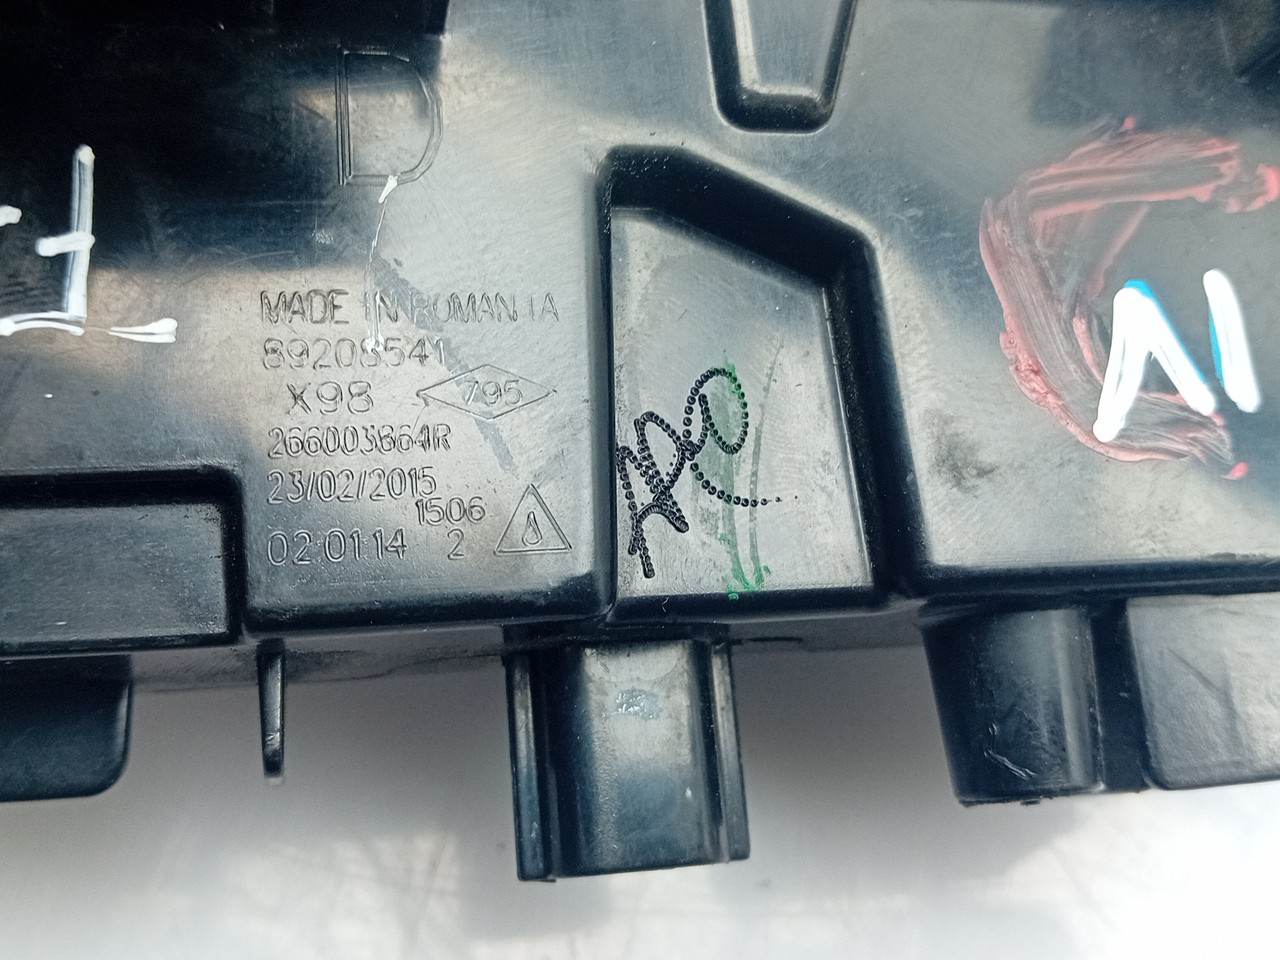 D
MADE IN ROMANIA
89208541
X98 795
266003864R
23/02/2015
1506
02:01:14 2